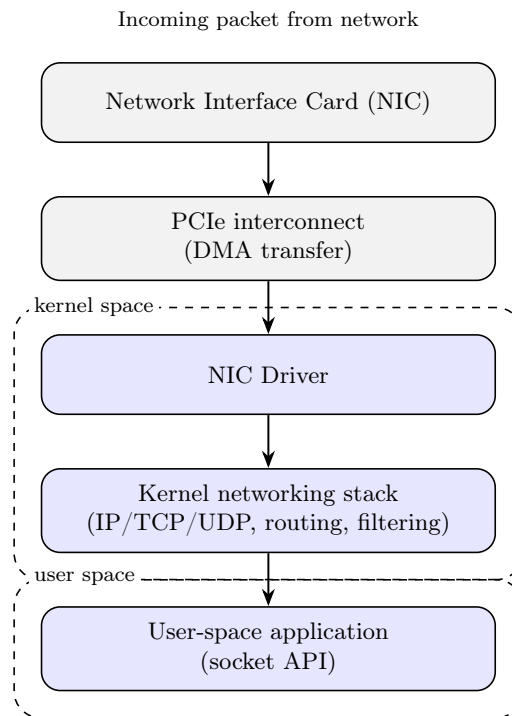 Incoming packet from network
Network Interface Card (NIC)
PCIe interconnect
(DMA transfer)
kernel space
NIC Driver
Kernel networking stack
(IP/TCP/UDP, routing, filtering)
user space
User-space application
(socket API)